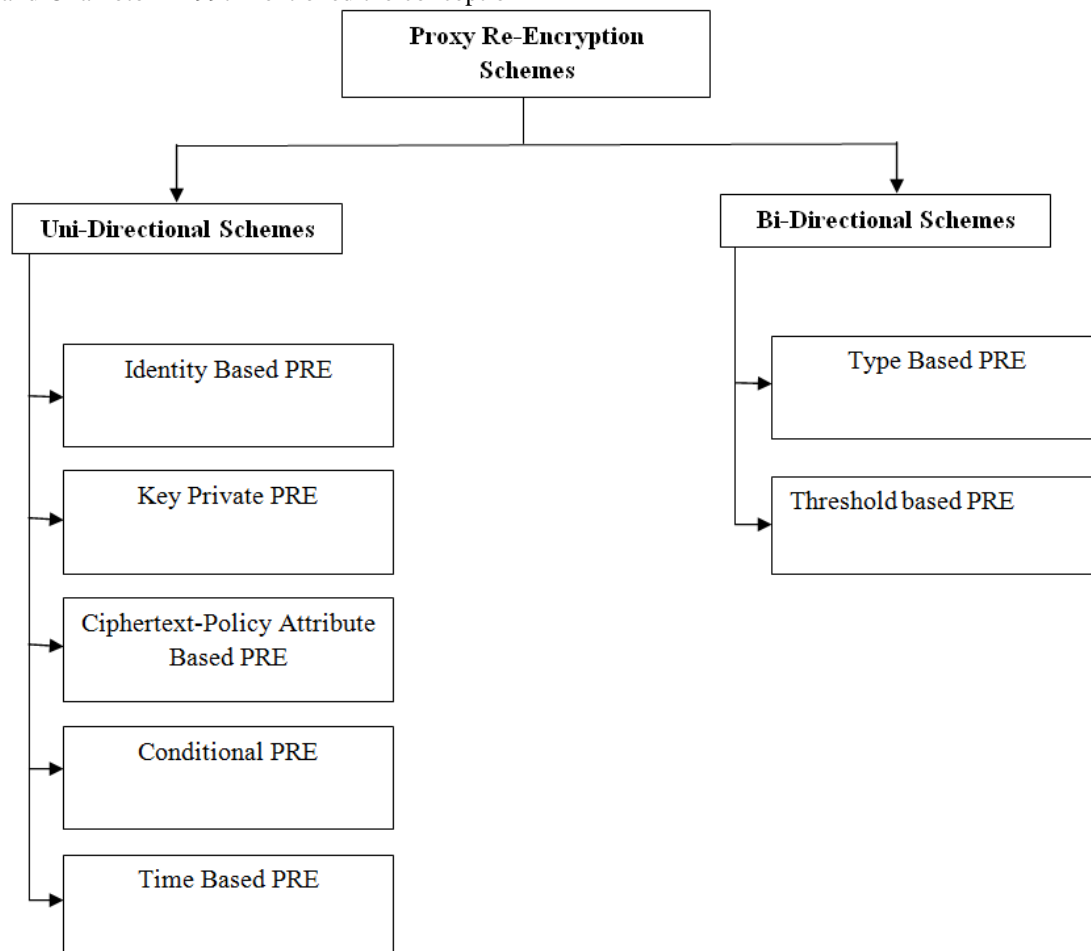 Proxy Re-Encryption
Schemes
Uni-Directional Schemes
Bi-Directional Schemes
Identity Based PRE
Key Private PRE
Ciphertext-Policy Attribute
Based PRE
Conditional PRE
Time Based PRE
Type Based PRE
Threshold based PRE